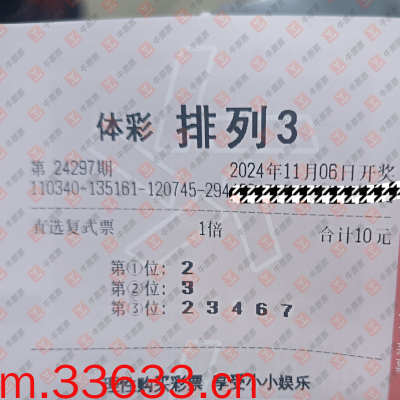 体彩 排列3
第 24297期
2024年11月06日开奖
110340-135161-120745-294
直选复式票 1倍 合计10元
第①位: 2
第②位: 3
第③位: 2 3 4 6 7
理性购买彩票 享受小小娱乐
m.33633.cn